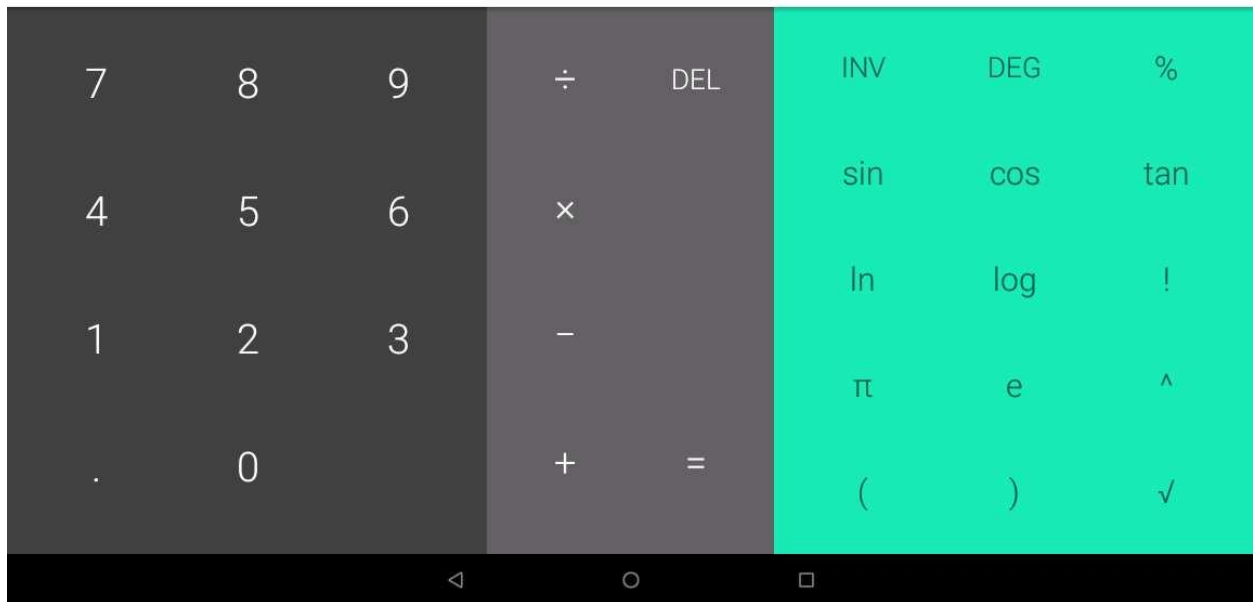 7 8 9 ÷ DEL INV DEG %
4 5 6 × sin cos tan
1 2 3 − ln log !
π e ^
. 0 + = ( ) √